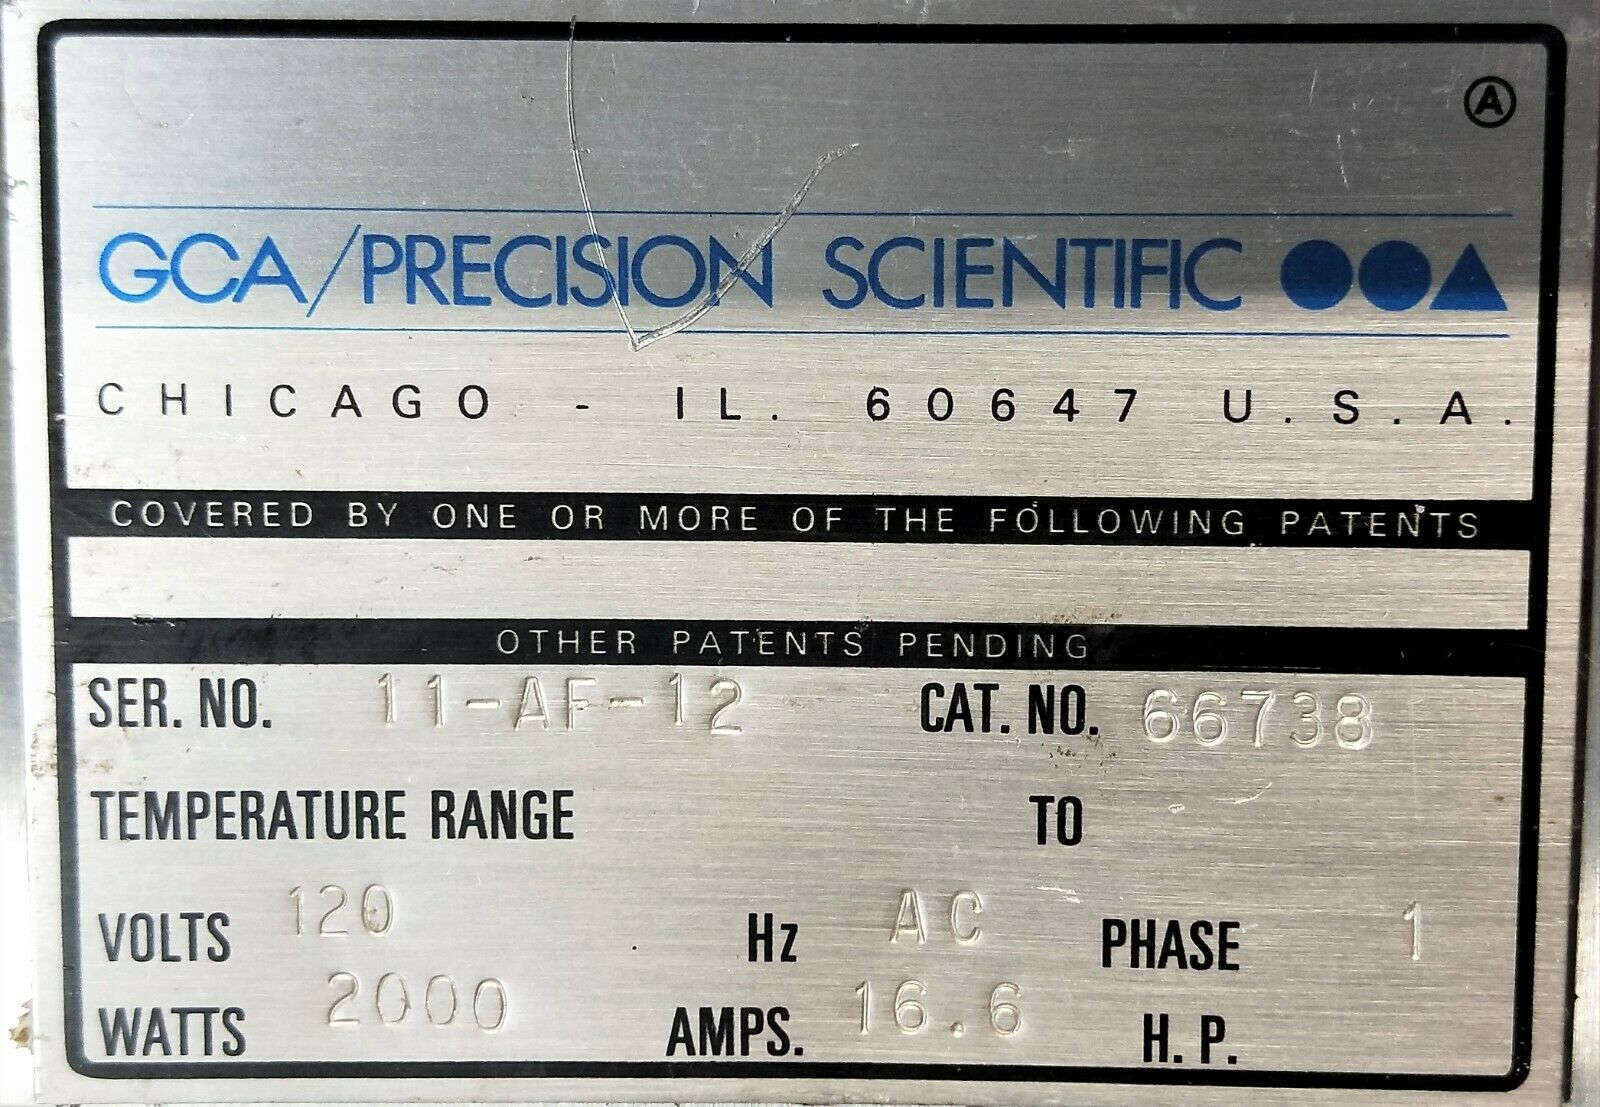 A
GCA/PRECISION SCIENTIFIC
CHICAGO - IL. 60647 U.S.A.
COVERED BY ONE OR MORE OF THE FOLLOWING PATENTS
OTHER PATENTS PENDING
SER. NO. 11-AF-12 CAT. NO. 66738
TEMPERATURE RANGE TO
VOLTS 120 Hz AC PHASE 1
WATTS 2000 AMPS. 16.6 H.P.